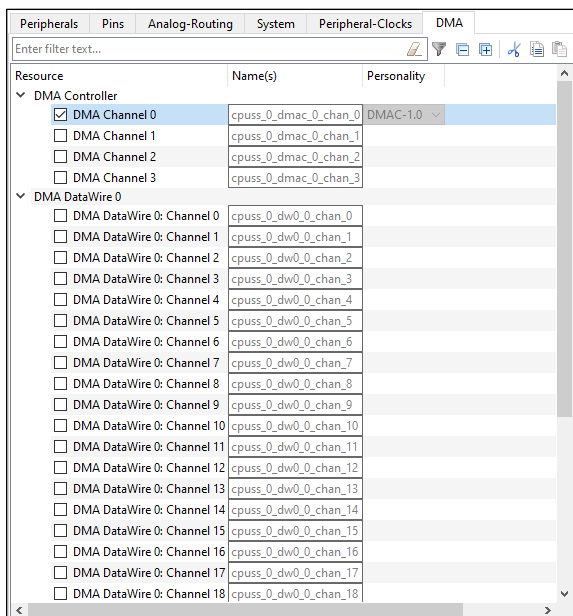 Peripherals Pins Analog-Routing System Peripheral-Clocks DMA
Enter filter text...
Resource Name(s) Personality
DMA Controller
DMA Channel 0 cpuss_0_dmac_0_chan_0 DMAC-1.0
DMA Channel 1 cpuss_0_dmac_0_chan_1
DMA Channel 2 cpuss_0_dmac_0_chan_2
DMA Channel 3 cpuss_0_dmac_0_chan_3
DMA DataWire 0
DMA DataWire 0: Channel 0 cpuss_0_dw0_0_chan_0
DMA DataWire 0: Channel 1 cpuss_0_dw0_0_chan_1
DMA DataWire 0: Channel 2 cpuss_0_dw0_0_chan_2
DMA DataWire 0: Channel 3 cpuss_0_dw0_0_chan_3
DMA DataWire 0: Channel 4 cpuss_0_dw0_0_chan_4
DMA DataWire 0: Channel 5 cpuss_0_dw0_0_chan_5
DMA DataWire 0: Channel 6 cpuss_0_dw0_0_chan_6
DMA DataWire 0: Channel 7 cpuss_0_dw0_0_chan_7
DMA DataWire 0: Channel 8 cpuss_0_dw0_0_chan_8
DMA DataWire 0: Channel 9 cpuss_0_dw0_0_chan_9
DMA DataWire 0: Channel 10 cpuss_0_dw0_0_chan_10
DMA DataWire 0: Channel 11 cpuss_0_dw0_0_chan_11
DMA DataWire 0: Channel 12 cpuss_0_dw0_0_chan_12
DMA DataWire 0: Channel 13 cpuss_0_dw0_0_chan_13
DMA DataWire 0: Channel 14 cpuss_0_dw0_0_chan_14
DMA DataWire 0: Channel 15 cpuss_0_dw0_0_chan_15
DMA DataWire 0: Channel 16 cpuss_0_dw0_0_chan_16
DMA DataWire 0: Channel 17 cpuss_0_dw0_0_chan_17
DMA DataWire 0: Channel 18 cpuss_0_dw0_0_chan_18